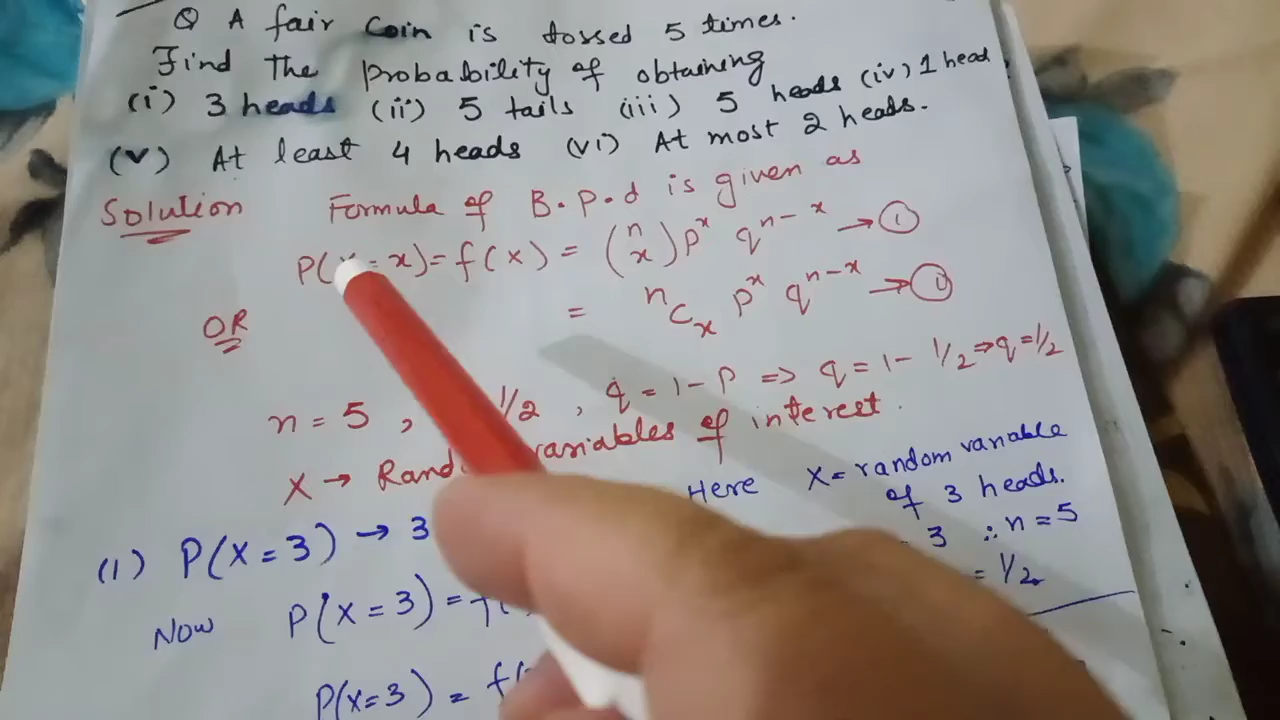 Q A fair coin is tossed 5 times.
Find the probability of obtaining
(i) 3 heads (ii) 5 tails (iii) 5 heads (iv) 1 head
(v) At least 4 heads (vi) At most 2 heads.
Solution Formula of B.P.d is given as
P( = x) = f(x) = (n x) p^x q^n-x → ①
OR = nCx p^x q^n-x →
n = 5 , 1/2 , q = 1 - P ⇒ q = 1 - 1/2 ⇒ q = 1/2
X → variables of interest.
Here X = random variable
of 3 heads.
(1) P(X = 3) → 3
3 ∴ n = 5
= 1/2
Now P(X = 3) =
P(X=3) =